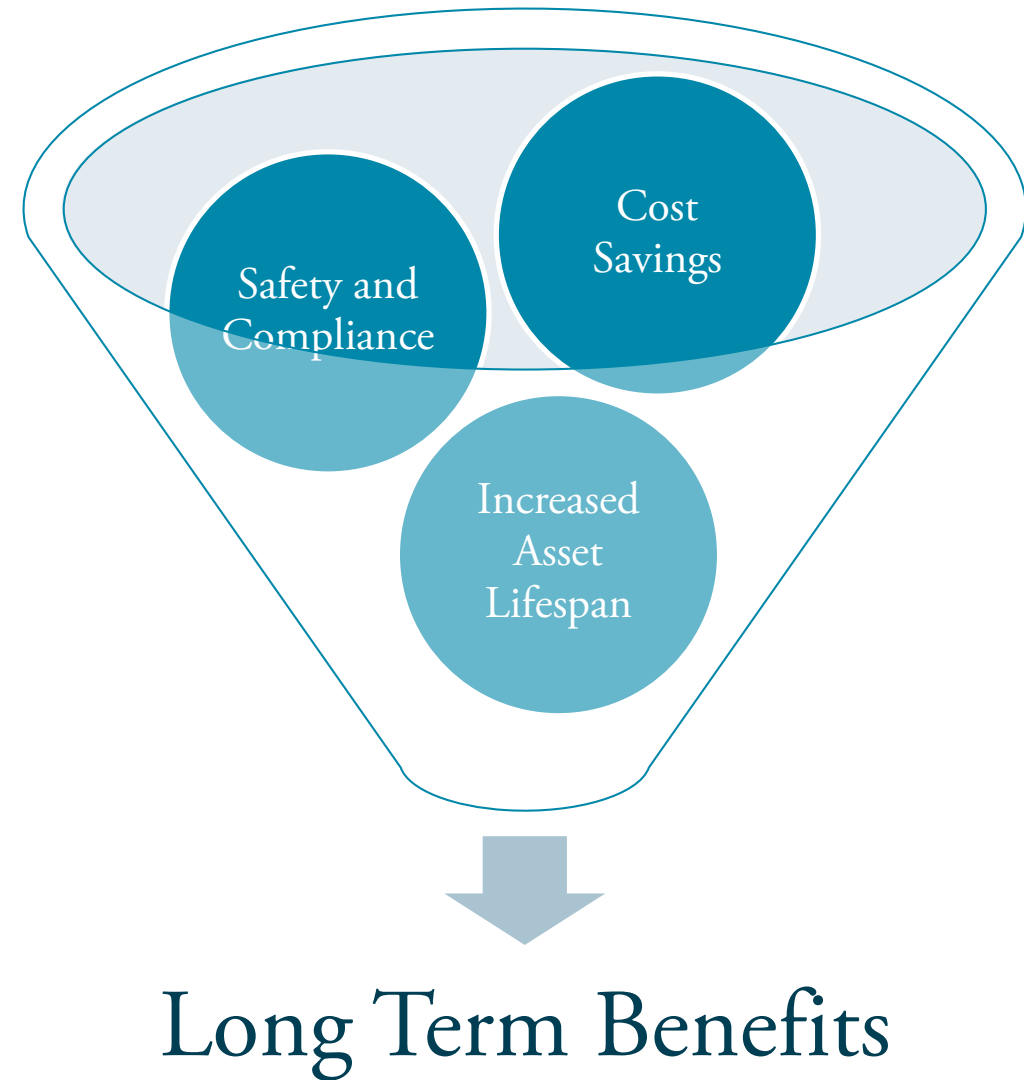 Cost
Savings
Safety and
Compliance
Increased
Asset
Lifespan
Long Term Benefits